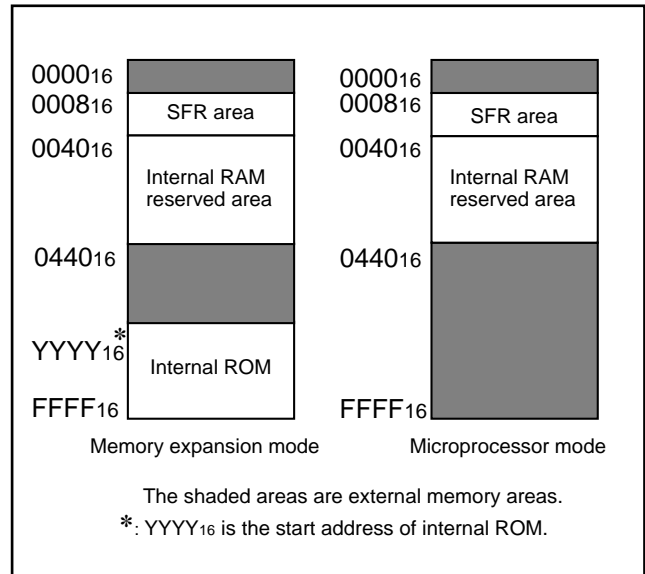 0000₁₆
0008₁₆
SFR area
0040₁₆
Internal RAM
reserved area
0440₁₆
YYYY₁₆*
Internal ROM
FFFF₁₆
Memory expansion mode
0000₁₆
0008₁₆
SFR area
0040₁₆
Internal RAM
reserved area
0440₁₆
FFFF₁₆
Microprocessor mode
The shaded areas are external memory areas.
*: YYYY₁₆ is the start address of internal ROM.